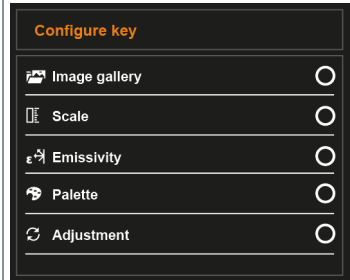 Configure key
Image gallery
Scale
ε Emissivity
Palette
Adjustment